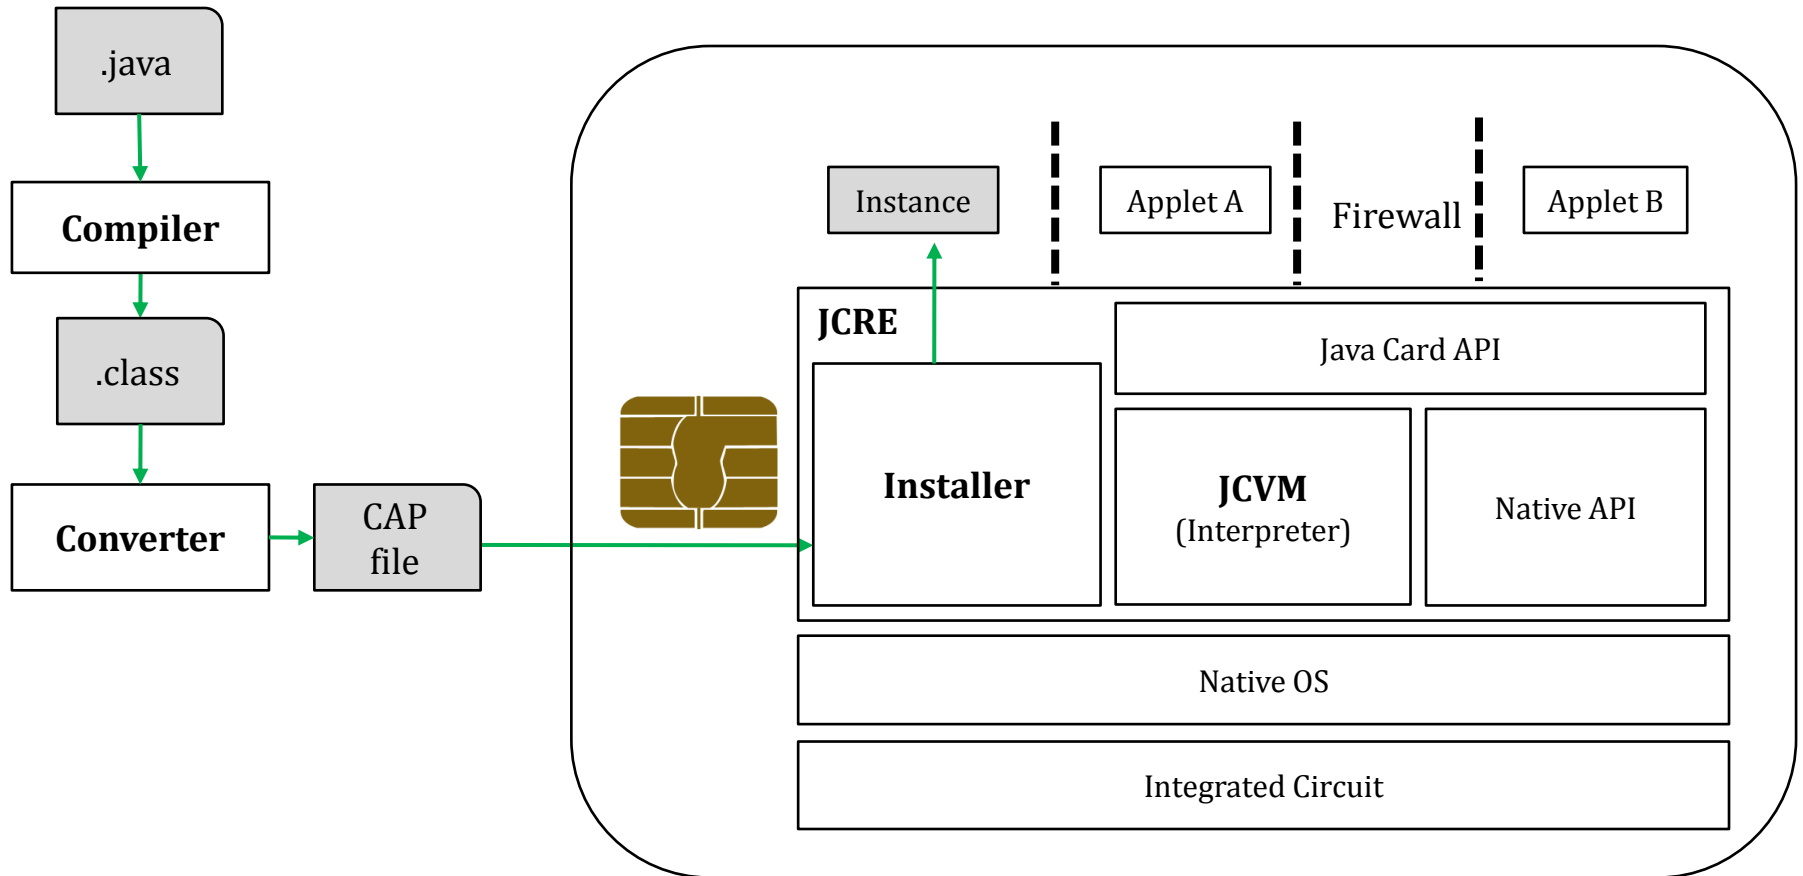 .java
Compiler
.class
Converter
CAP
file
Instance
Applet A
Firewall
Applet B
JCRE
Java Card API
Installer
JCVM
(Interpreter)
Native API
Native OS
Integrated Circuit